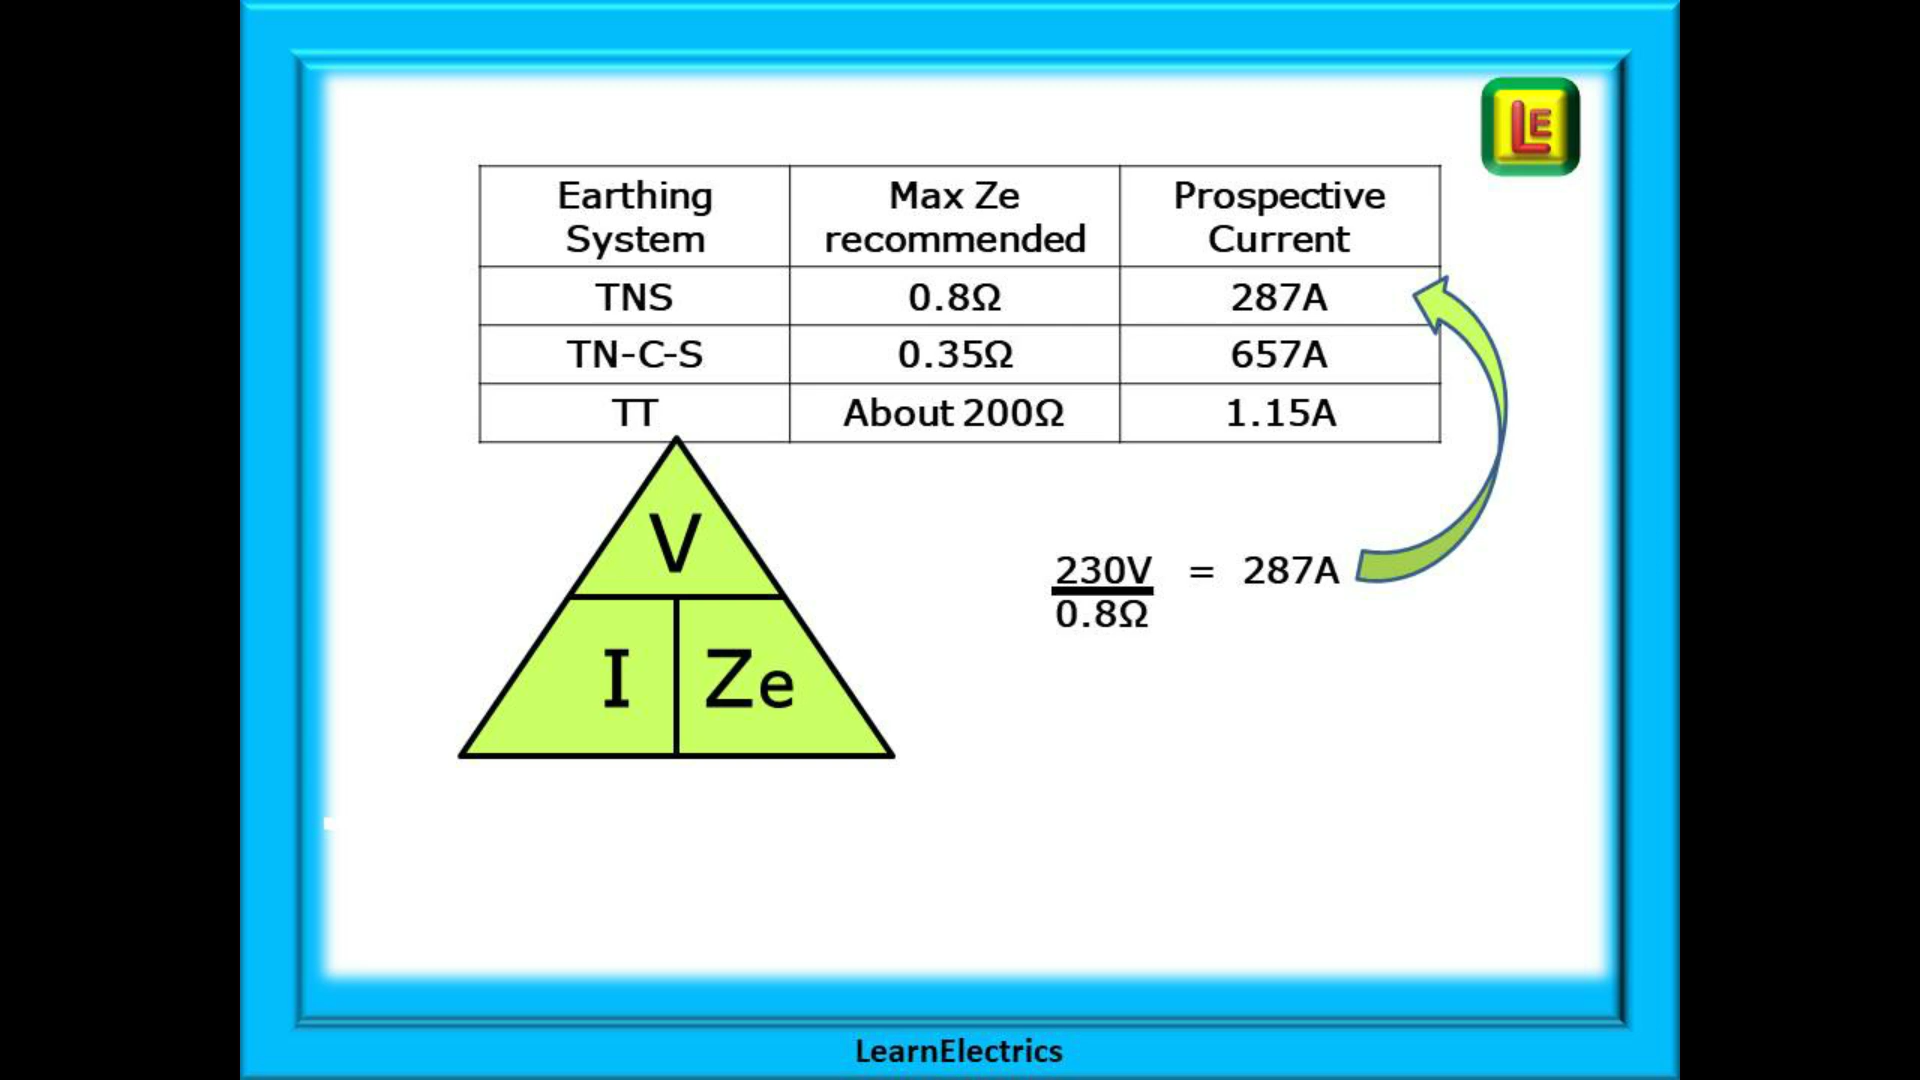 LE
Earthing System
Max Ze recommended
Prospective Current
TNS
0.8Ω
287A
TN-C-S
0.35Ω
657A
TT
About 200Ω
1.15A
V
I
Ze
230V
0.8Ω
= 287A
LearnElectrics